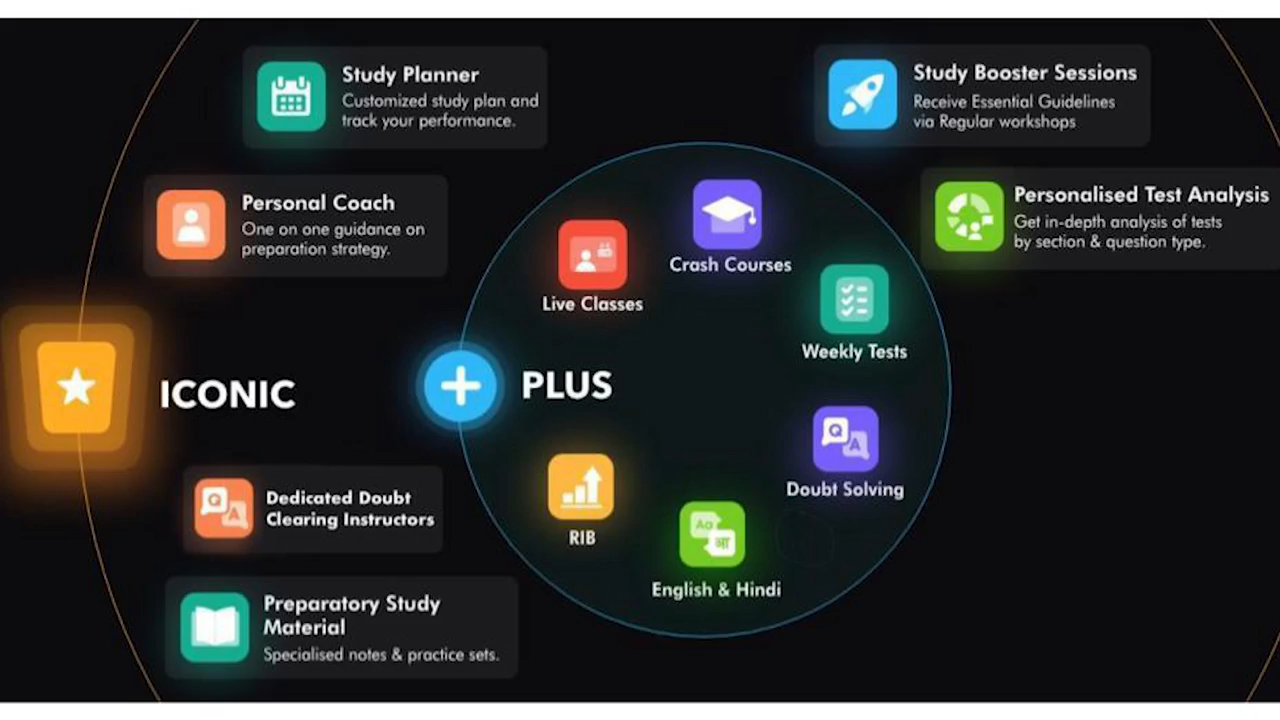 Study Planner
Customized study plan and
track your performance.
Study Booster Sessions
Receive Essential Guidelines
via Regular workshops
Personal Coach
One on one guidance on
preparation strategy.
Personalised Test Analysis
Get in-depth analysis of tests
by section & question type.
Live Classes
Crash Courses
Weekly Tests
ICONIC
PLUS
Q
A
Doubt Solving
Q
A
Dedicated Doubt
Clearing Instructors
RIB
Aa
अा
English & Hindi
Preparatory Study
Material
Specialised notes & practice sets.